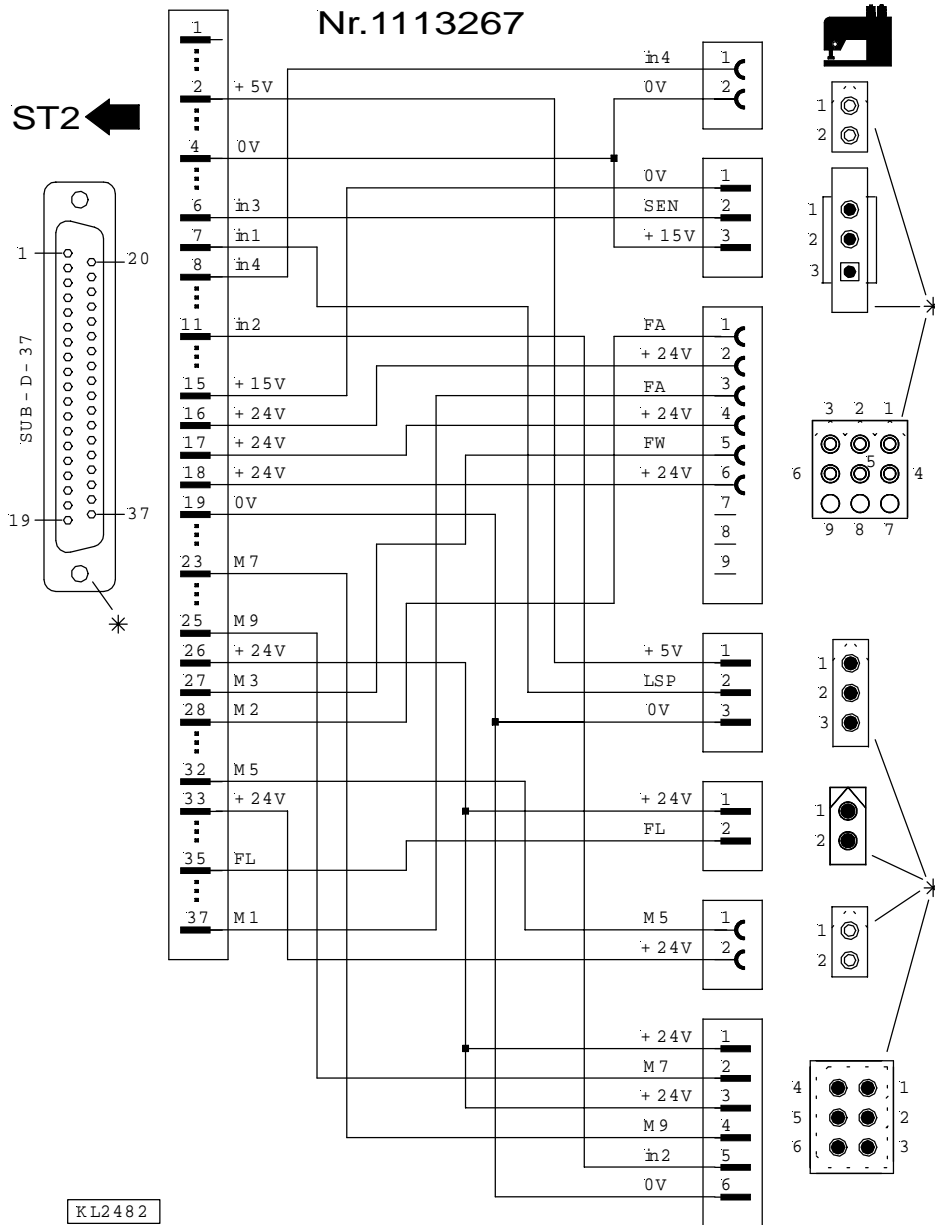 Nr.1113267
ST2
SUB-D-37
1
20
19
37
1
2 +5V
4 0V
6 in3
7 in1
8 in4
11 in2
15 +15V
16 +24V
17 +24V
18 +24V
19 0V
23 M7
25 M9
26 +24V
27 M3
28 M2
32 M5
33 +24V
35 FL
37 M1
in4 1
0V 2
0V 1
SEN 2
+15V 3
FA 1
+24V 2
FA 3
+24V 4
FW 5
+24V 6
7
8
9
+5V 1
LSP 2
0V 3
+24V 1
FL 2
M5 1
+24V 2
+24V 1
M7 2
+24V 3
M9 4
in2 5
0V 6
1
2
1
2
3
3 2 1
6 5 4
9 8 7
1
2
3
1
2
1
2
4 1
5 2
6 3
KL2482